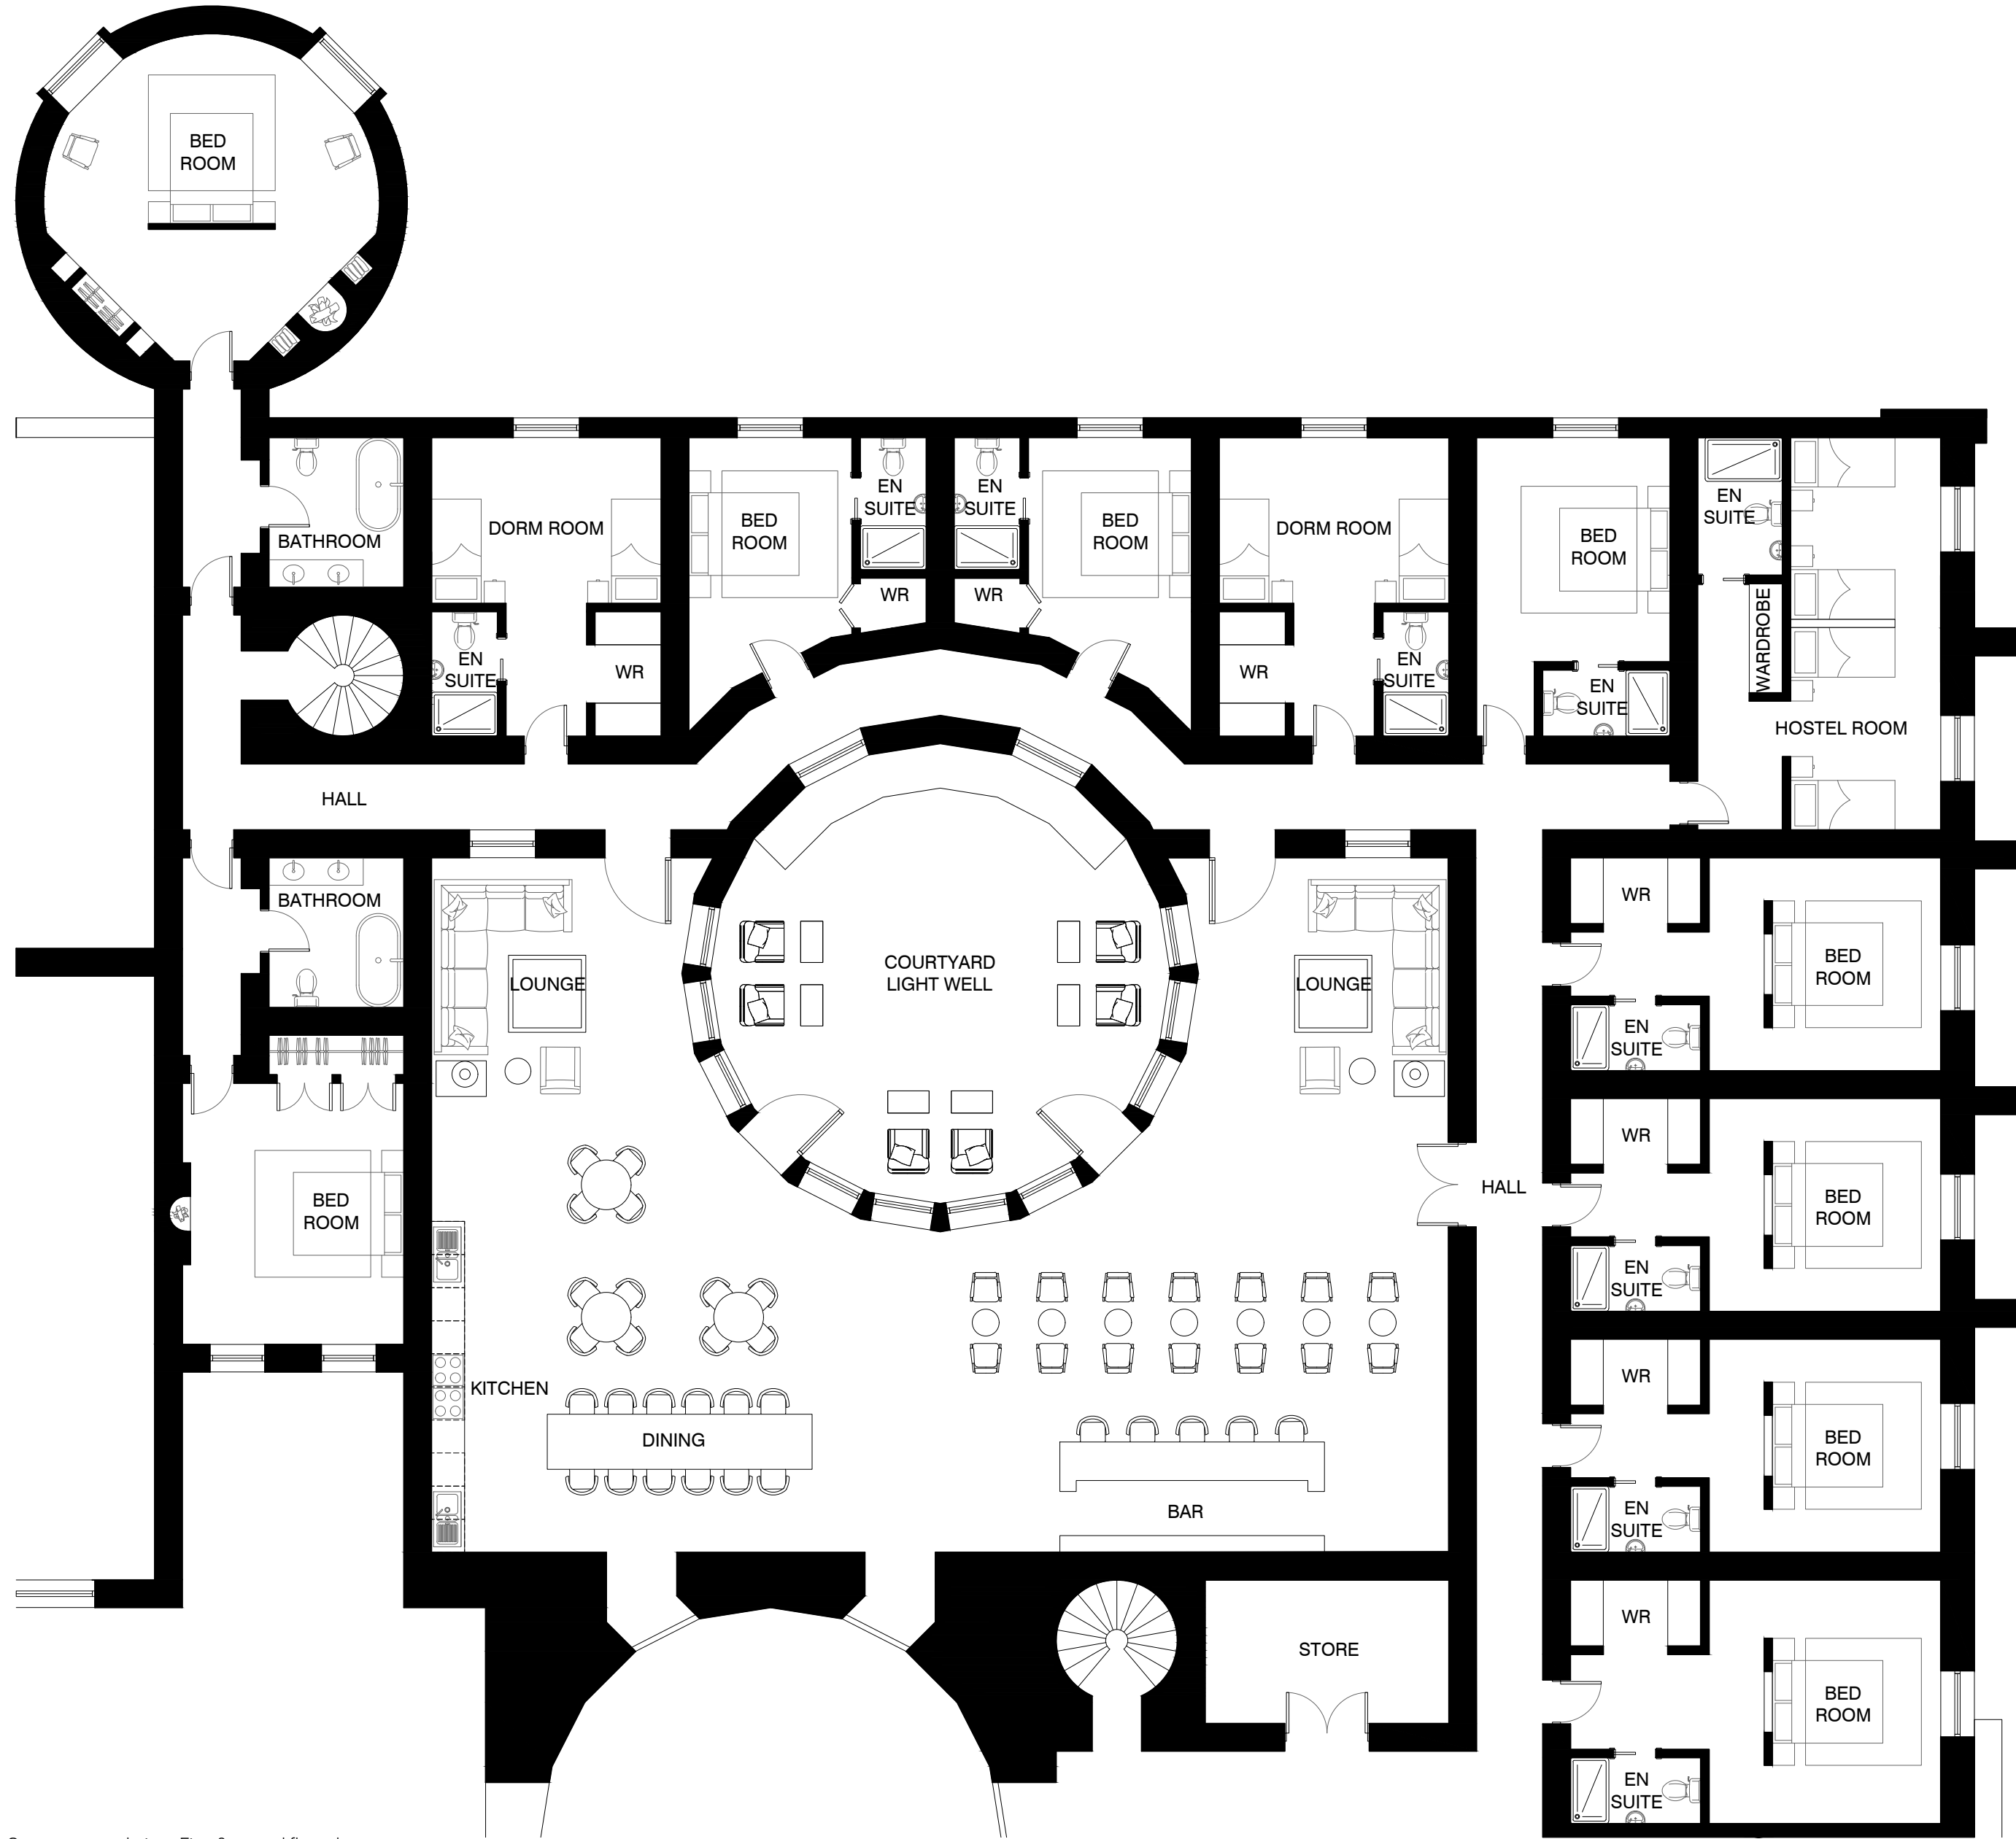 BED
ROOM
BATHROOM
DORM ROOM
EN
SUITE
WR
BED
ROOM
EN
SUITE
WR
EN
SUITE
WR
BED
ROOM
DORM ROOM
WR
EN
SUITE
BED
ROOM
EN
SUITE
EN
SUITE
WARDROBE
HOSTEL ROOM
HALL
BATHROOM
LOUNGE
COURTYARD
LIGHT WELL
LOUNGE
WR
BED
ROOM
EN
SUITE
BED
ROOM
HALL
WR
BED
ROOM
EN
SUITE
KITCHEN
DINING
BAR
WR
BED
ROOM
EN
SUITE
STORE
WR
BED
ROOM
EN
SUITE